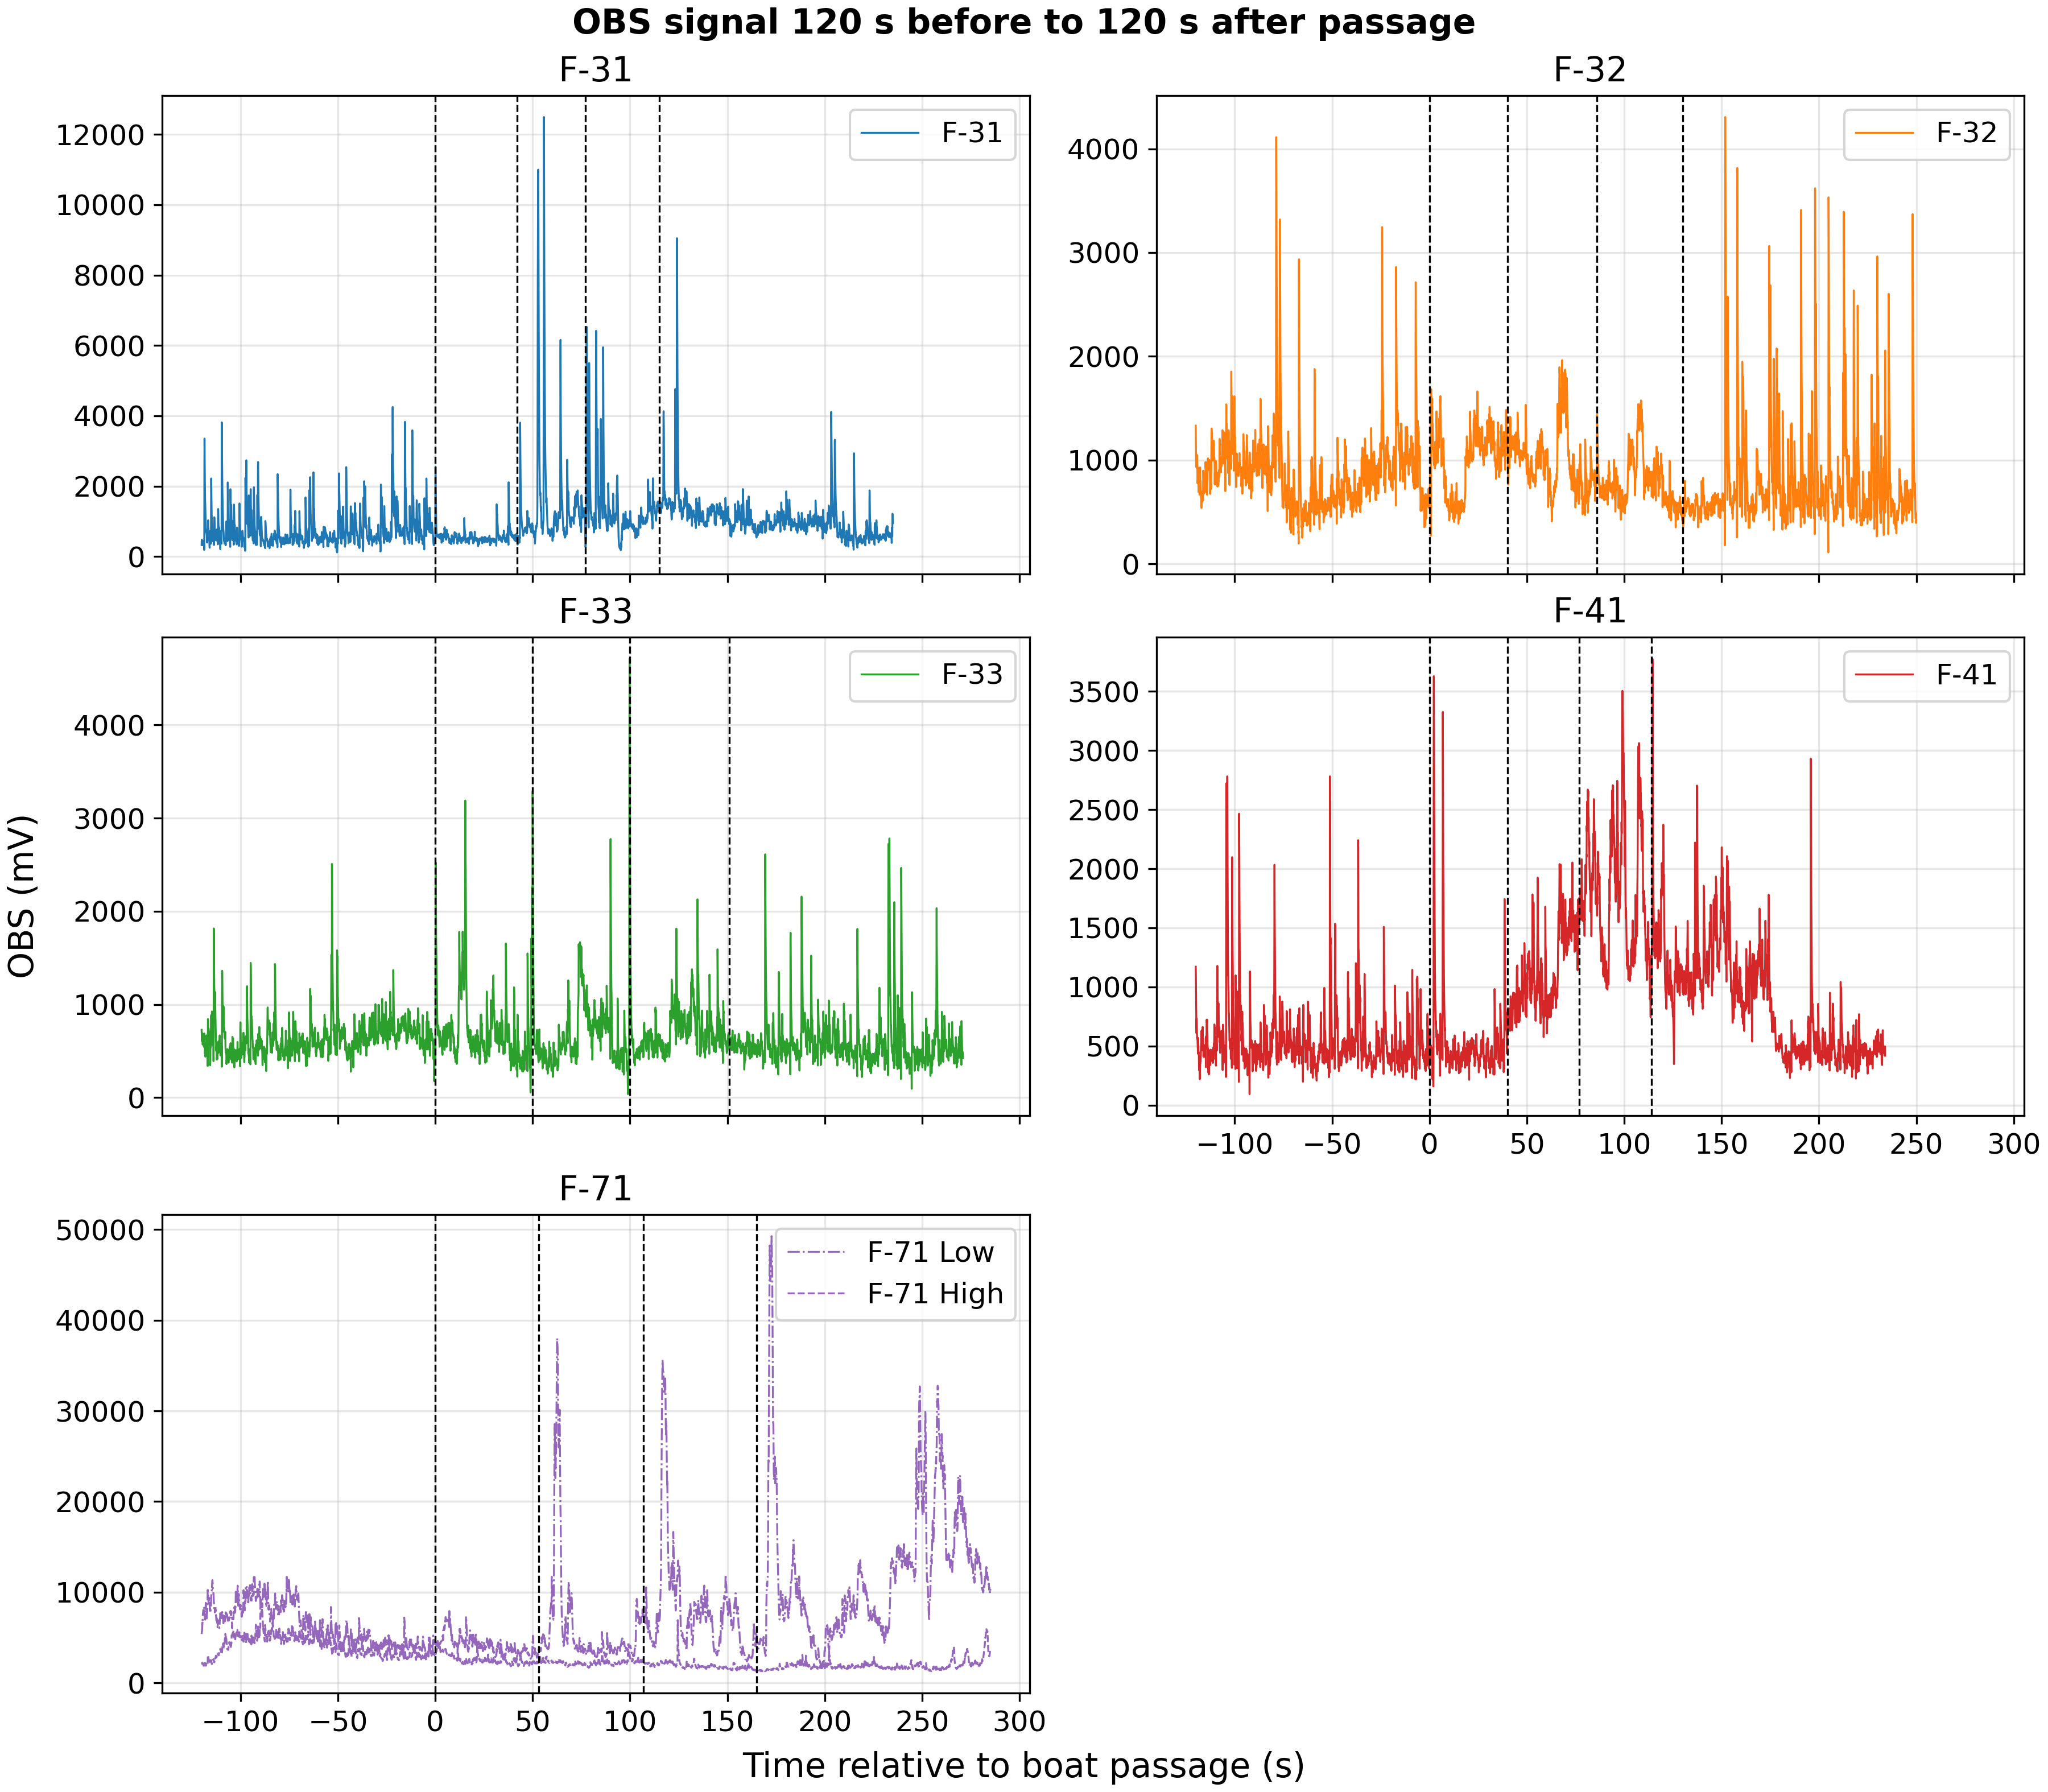 OBS signal 120 s before to 120 s after passage
F-31
12000
10000
8000
6000
4000
2000
0
F-31
F-32
4000
3000
2000
1000
0
F-32
OBS (mV)
F-33
4000
3000
2000
1000
0
F-33
F-41
3500
3000
2500
2000
1500
1000
500
0
F-41
−100 −50 0 50 100 150 200 250 300
F-71
50000
40000
30000
20000
10000
0
F-71 Low
F-71 High
−100 −50 0 50 100 150 200 250 300
Time relative to boat passage (s)